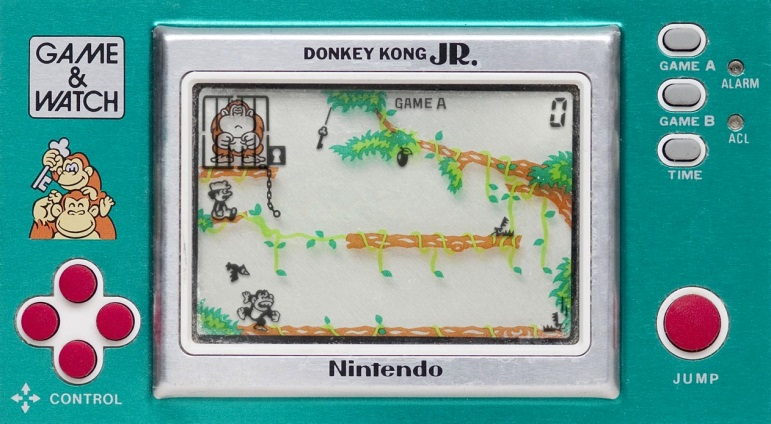 GAME
&
WATCH
DONKEY KONG JR.
GAME A
0
GAME A
ALARM
GAME B
ACL
TIME
Nintendo
CONTROL
JUMP